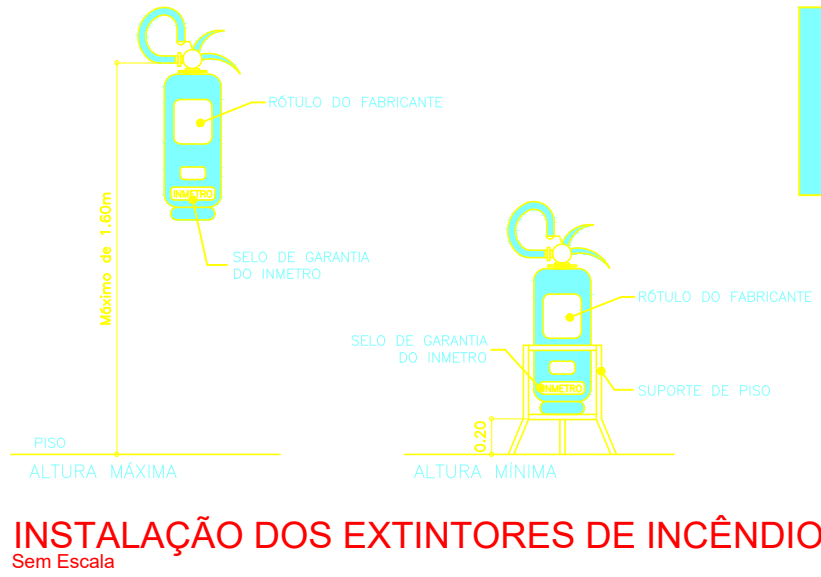 RÓTULO DO FABRICANTE
INMETRO
SELO DE GARANTIA
DO INMETRO
Máximo de 1.60m
PISO
ALTURA MÁXIMA
RÓTULO DO FABRICANTE
SELO DE GARANTIA
DO INMETRO
INMETRO
SUPORTE DE PISO
0.20
ALTURA MÍNIMA
INSTALAÇÃO DOS EXTINTORES DE INCÊNDIO
Sem Escala